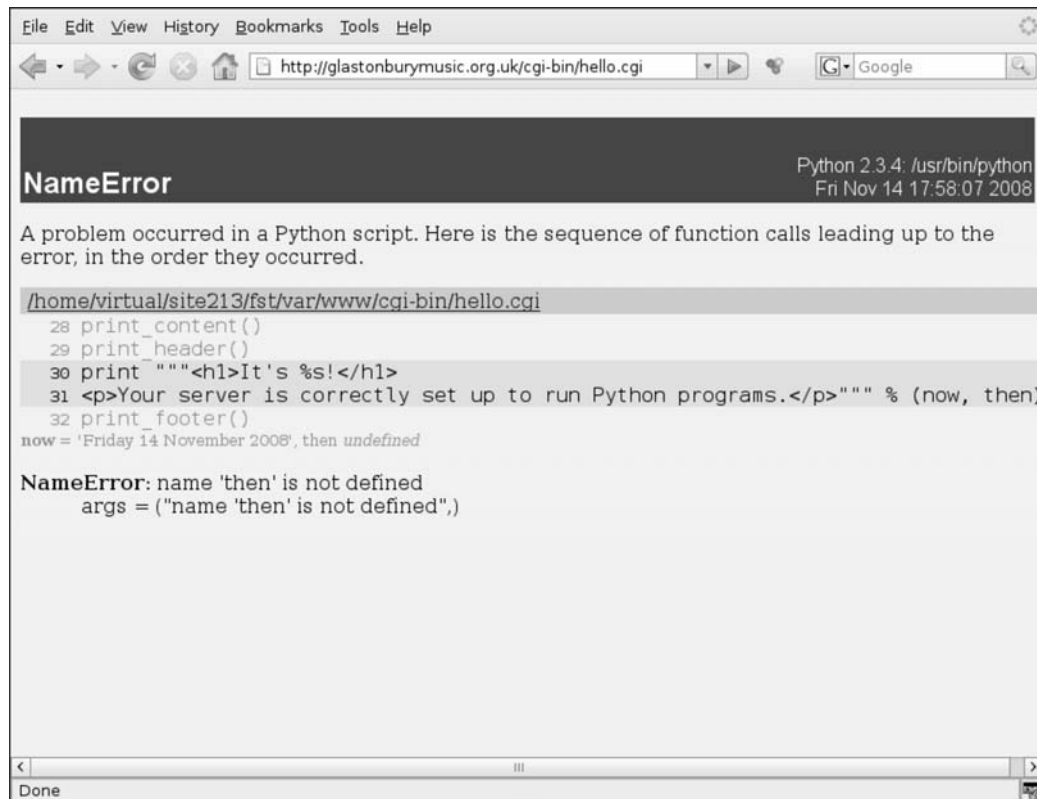 File Edit View History Bookmarks Tools Help
http://glastonburymusic.org.uk/cgi-bin/hello.cgi
G Google
NameError
Python 2.3.4: /usr/bin/python
Fri Nov 14 17:58:07 2008
A problem occurred in a Python script. Here is the sequence of function calls leading up to the
error, in the order they occurred.
/home/virtual/site213/fst/var/www/cgi-bin/hello.cgi
28 print_content()
29 print_header()
30 print """<h1>It's %s!</h1>
31 <p>Your server is correctly set up to run Python programs.</p>""" % (now, then)
32 print_footer()
now = 'Friday 14 November 2008', then undefined
NameError: name 'then' is not defined
args = ("name 'then' is not defined",)
Done